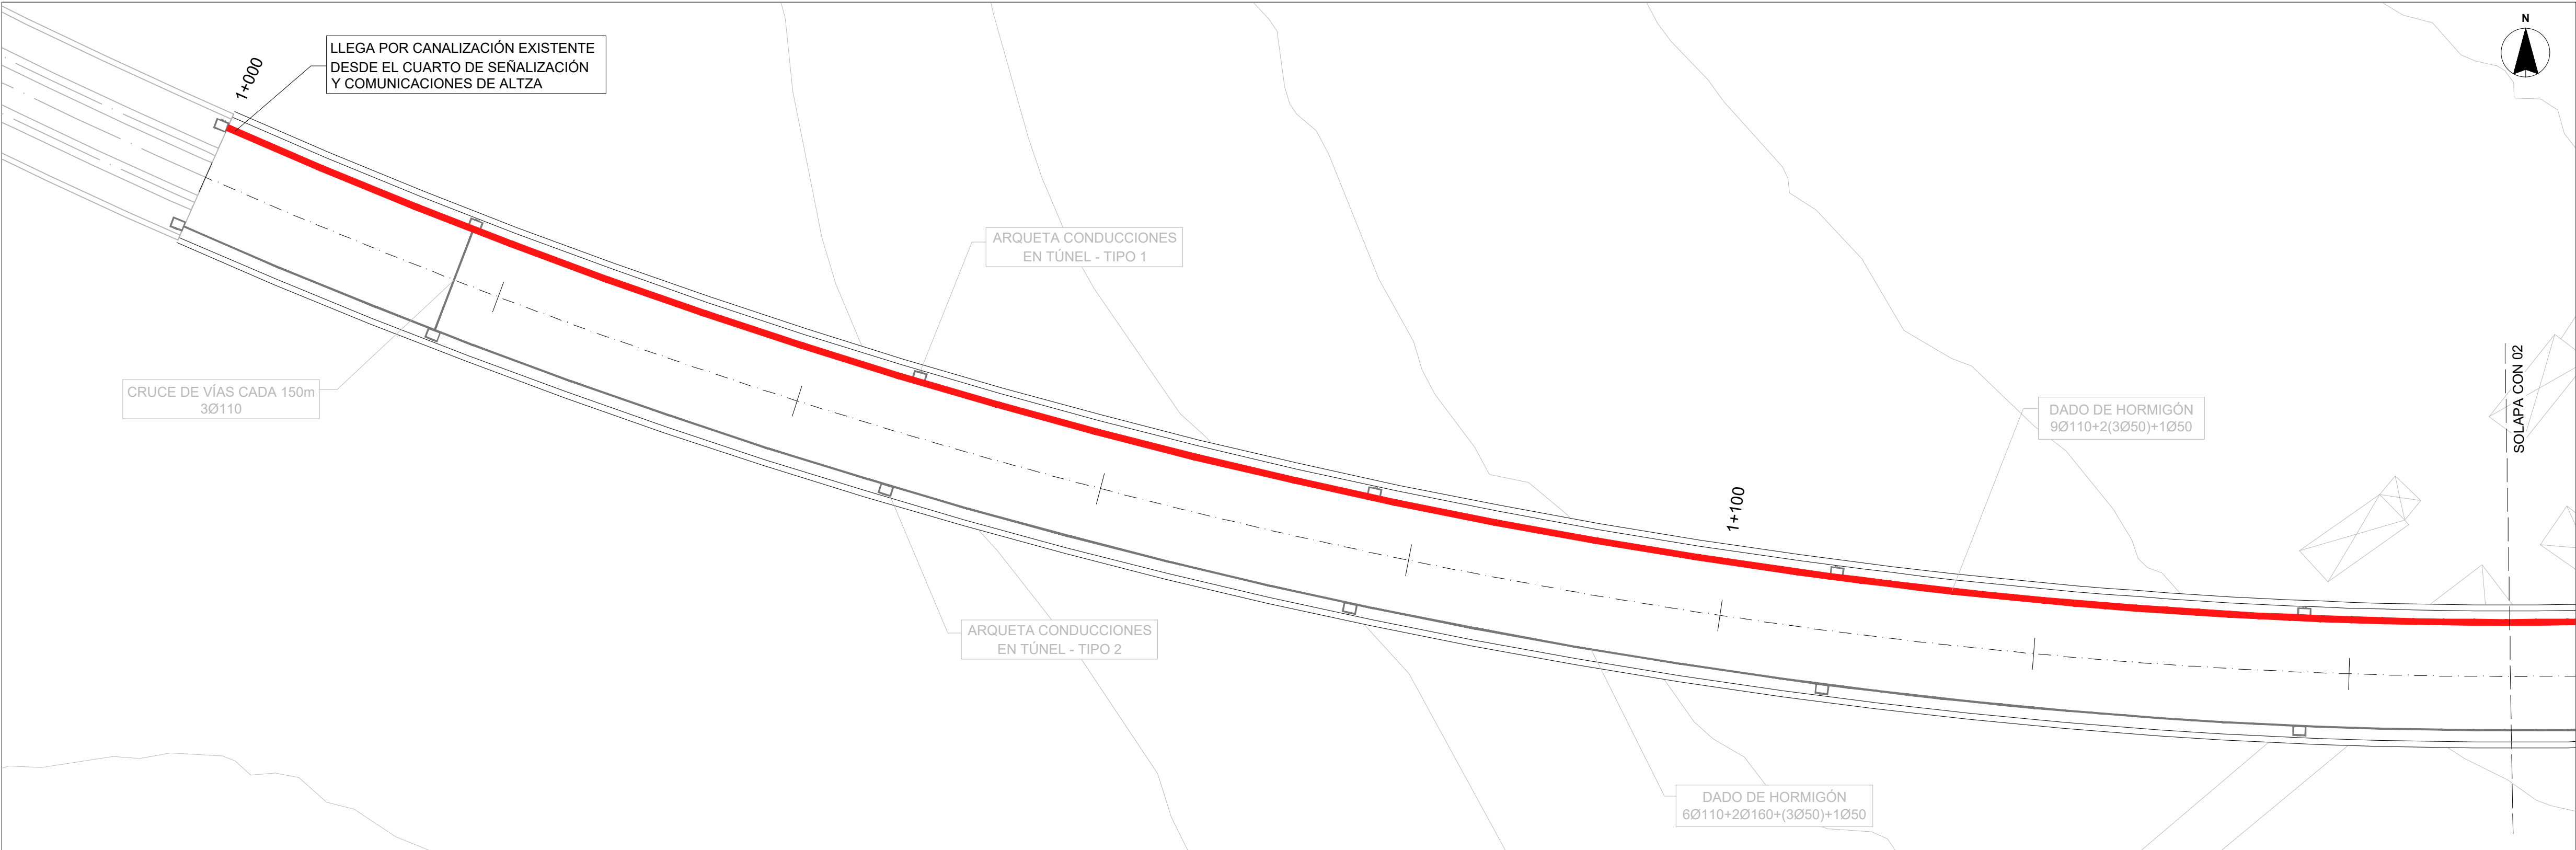 N
LLEGA POR CANALIZACIÓN EXISTENTE
DESDE EL CUARTO DE SEÑALIZACIÓN
Y COMUNICACIONES DE ALTZA
1+000
ARQUETA CONDUCCIONES
EN TÚNEL - TIPO 1
CRUCE DE VÍAS CADA 150m
3Ø110
SOLAPA CON 02
DADO DE HORMIGÓN
9Ø110+2(3Ø50)+1Ø50
1+100
ARQUETA CONDUCCIONES
EN TÚNEL - TIPO 2
DADO DE HORMIGÓN
6Ø110+2Ø160+(3Ø50)+1Ø50